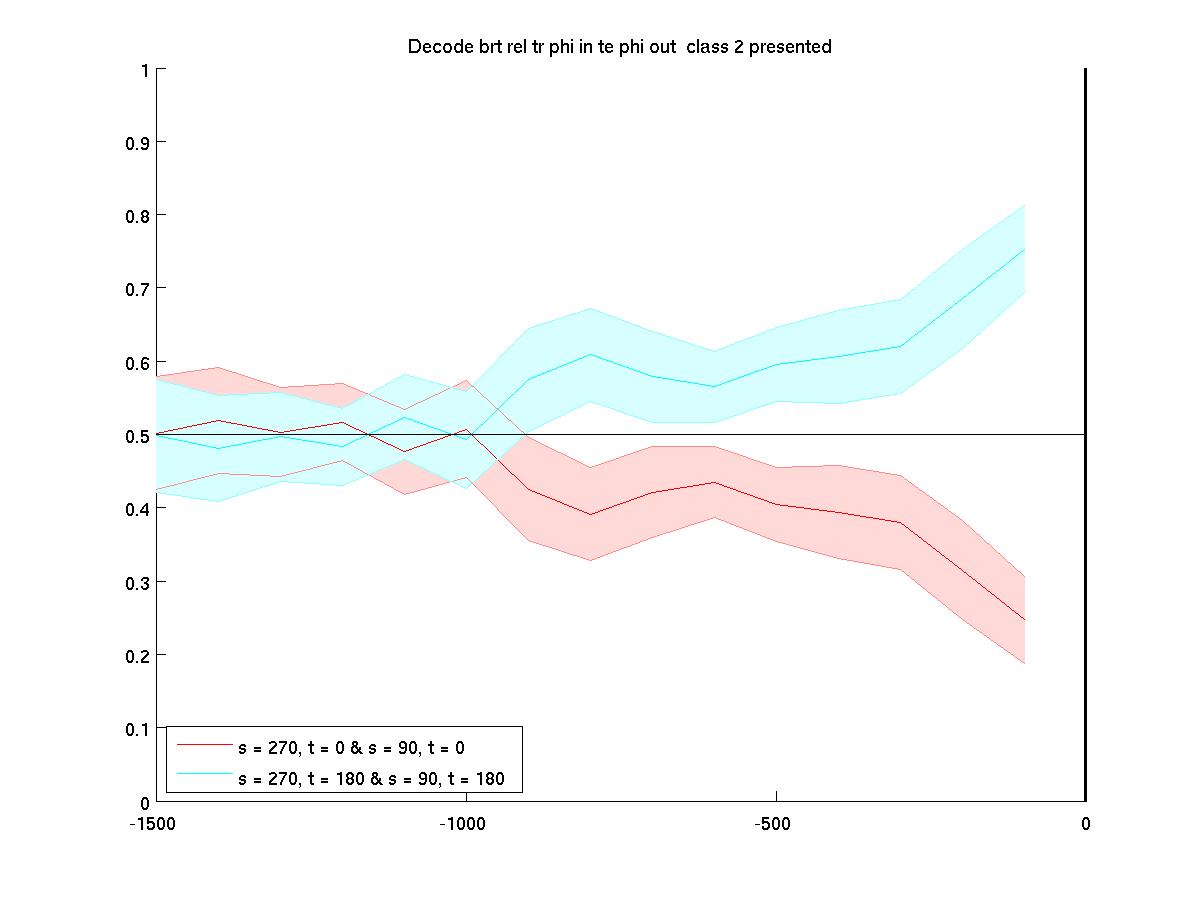 Decode brt rel tr phi in te phi out  class 2 presented
1
0.9
0.8
0.7
0.6
0.5
0.4
0.3
0.2
0.1
0
s = 270, t = 0 & s = 90, t = 0
s = 270, t = 180 & s = 90, t = 180
-1500 -1000 -500 0